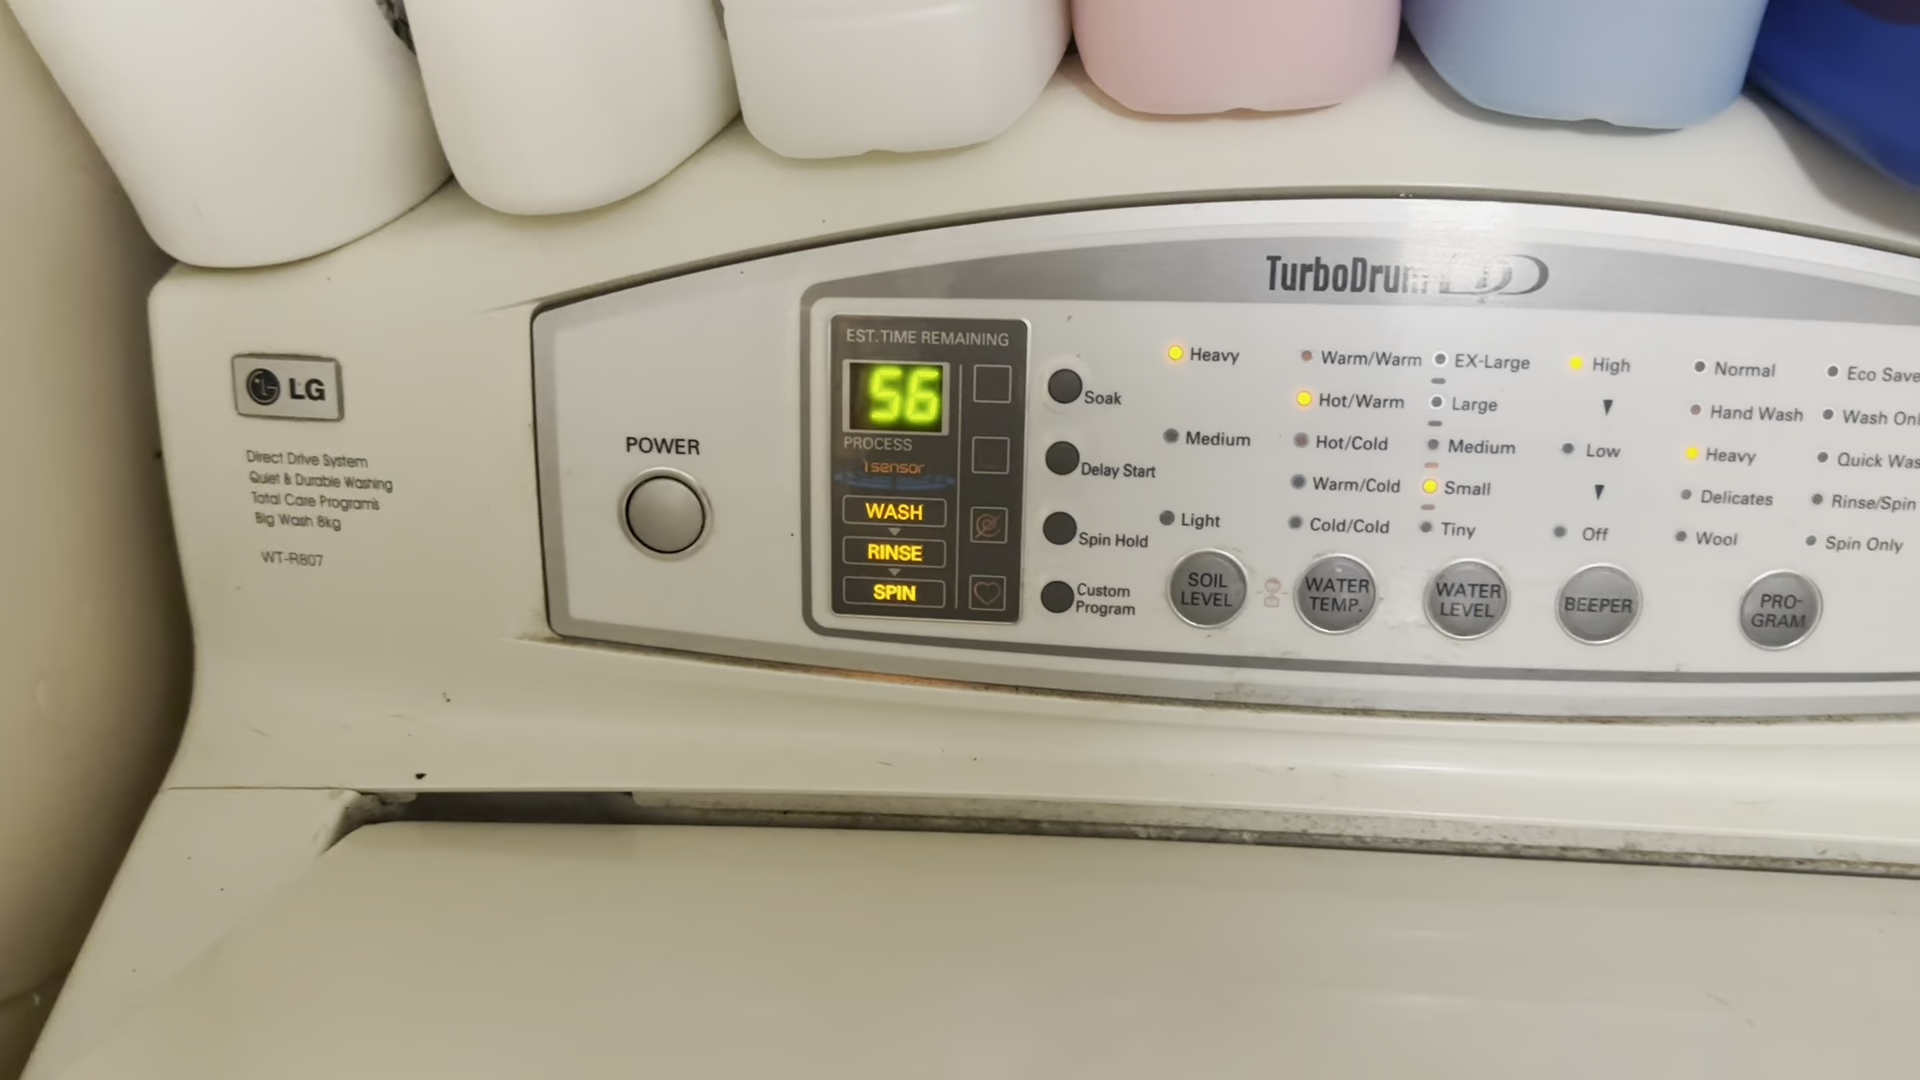 TurboDrum DD
LG
Direct Drive System
Quiet & Durable Washing
Total Care Programs
Big Wash 8kg
WT-R807
POWER
EST. TIME REMAINING
56
PROCESS
isensor
WASH
RINSE
SPIN
Soak
Delay Start
Spin Hold
Custom
Program
Heavy
Medium
Light
SOIL
LEVEL
Warm/Warm
Hot/Warm
Hot/Cold
Warm/Cold
Cold/Cold
WATER
TEMP.
EX-Large
Large
Medium
Small
Tiny
WATER
LEVEL
High
Low
Off
BEEPER
Normal
Hand Wash
Heavy
Delicates
Wool
Eco Save
Wash Onl
Quick Was
Rinse/Spin
Spin Only
PRO-
GRAM